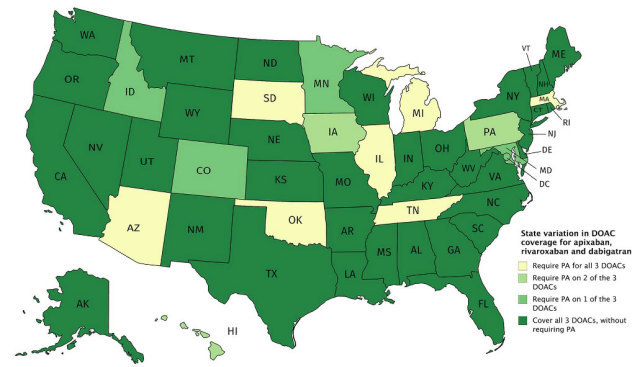 WA
MT
ND
MN
VT
ME
OR
ID
SD
WI
NH
NY
MA
CT
RI
WY
MI
IA
PA
NJ
NE
NV
UT
CO
IL
IN
OH
DE
MD
DC
WV
VA
CA
KS
MO
KY
NC
TN
AZ
NM
OK
AR
SC
MS
AL
GA
TX
LA
FL
AK
HI
State variation in DOAC
coverage for apixaban,
rivaroxaban and dabigatran
Require PA for all 3 DOACs
Require PA on 2 of the 3
DOACs
Require PA on 1 of the 3
DOACs
Cover all 3 DOACs, without
requiring PA